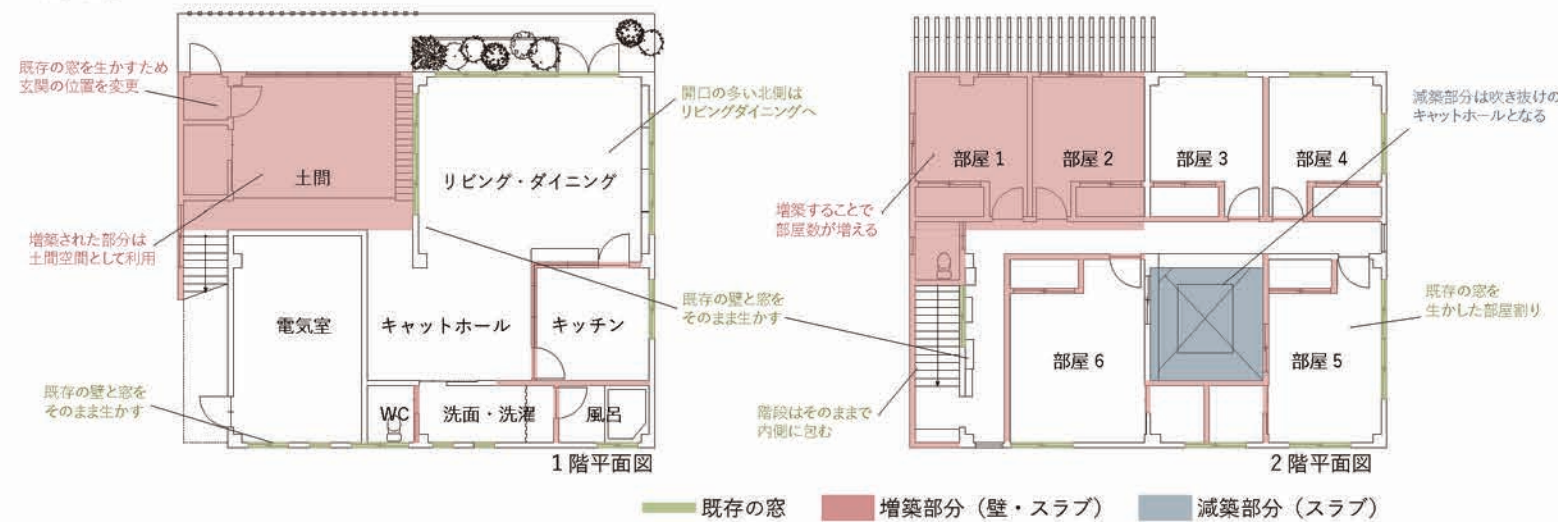 既存の窓を生かすため
玄関の位置を変更
土間
増築された部分は
土間空間として利用
リビング・ダイニング
開口の多い北側は
リビングダイニングへ
電気室
キャットホール
キッチン
既存の壁と窓を
そのまま生かす
既存の壁と窓を
そのまま生かす
WC
洗面・洗濯
風呂
1階平面図
部屋 1
部屋 2
部屋 3
部屋 4
減築部分は吹き抜けの
キャットホールとなる
増築することで
部屋数が増える
既存の窓を
生かした部屋割り
部屋 6
部屋 5
階段はそのままで
内側に包む
2階平面図
既存の窓
増築部分（壁・スラブ）
減築部分（スラブ）